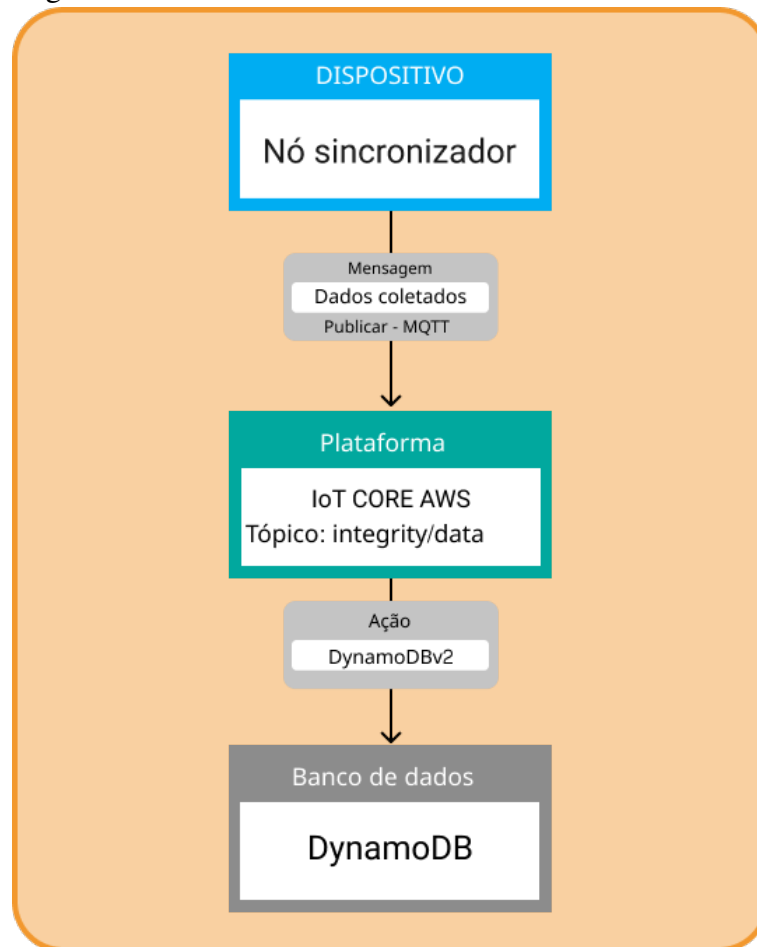 DISPOSITIVO
Nó sincronizador
Mensagem
Dados coletados
Publicar - MQTT
Plataforma
IoT CORE AWS
Tópico: integrity/data
Ação
DynamoDBv2
Banco de dados
DynamoDB